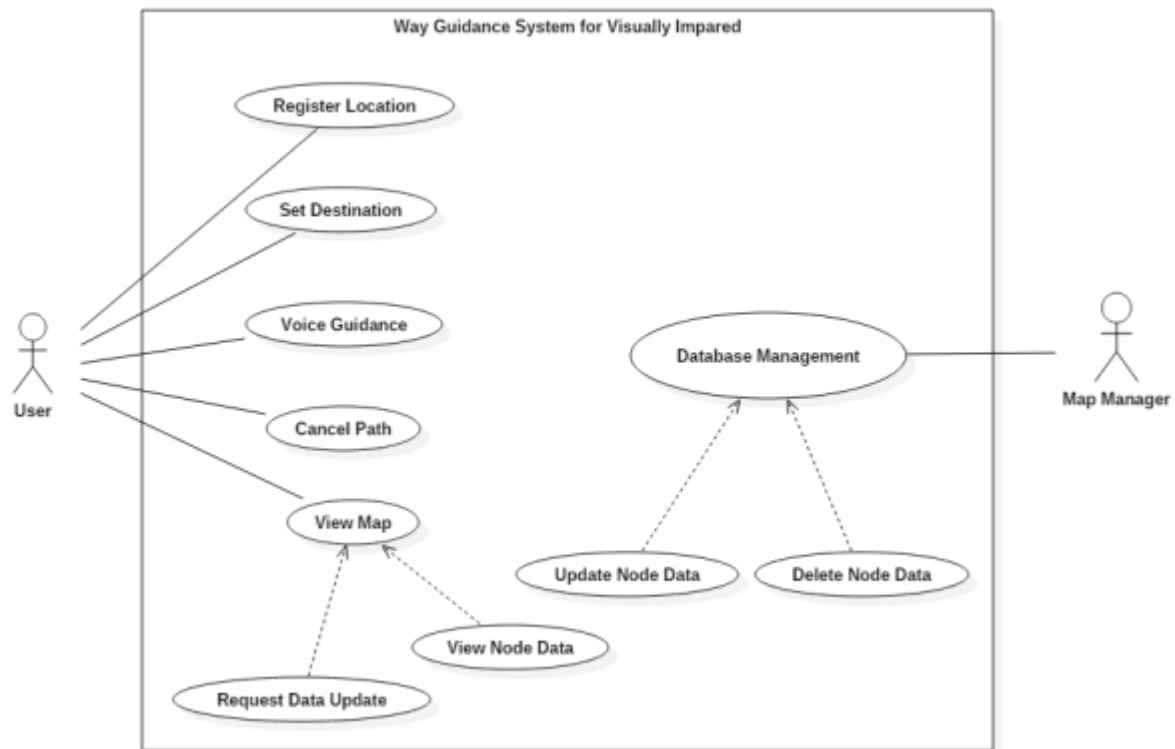 Way Guidance System for Visually Impared
Register Location
Set Destination
Voice Guidance
Database Management
User
Map Manager
Cancel Path
View Map
Update Node Data
Delete Node Data
View Node Data
Request Data Update